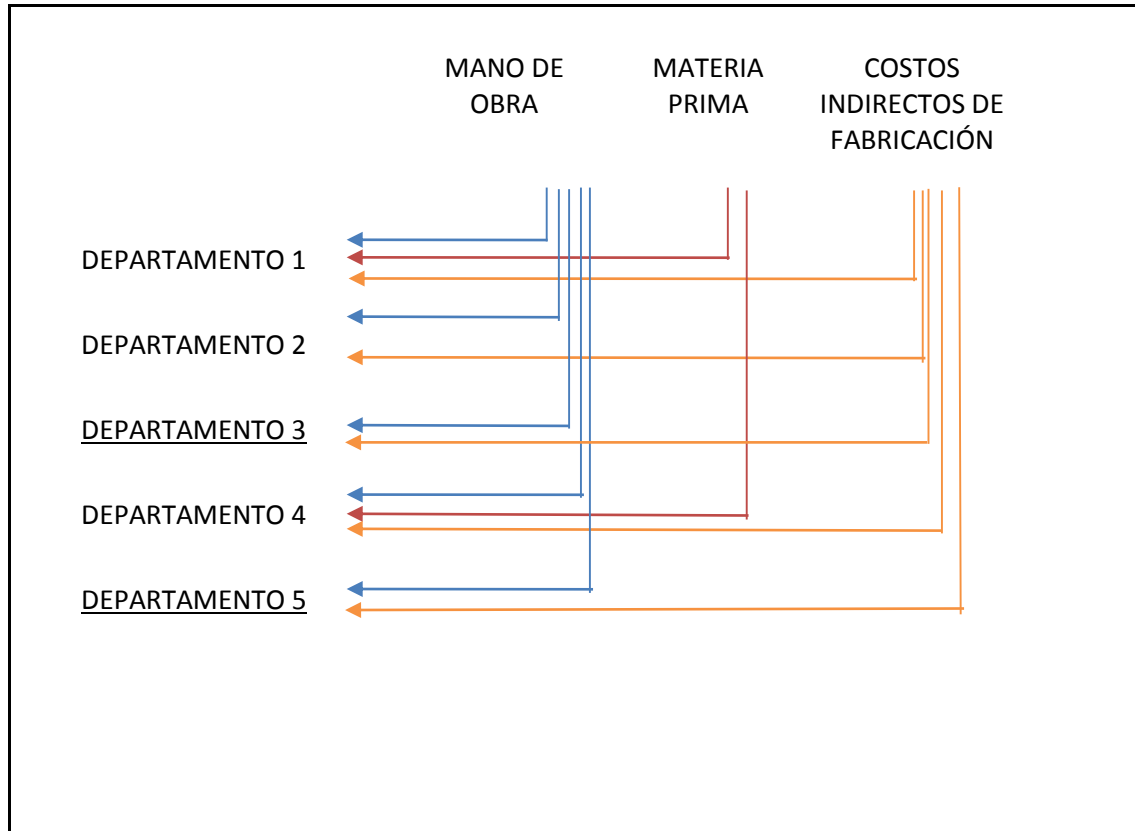 MANO DE
OBRA
MATERIA
PRIMA
COSTOS
INDIRECTOS DE
FABRICACIÓN
DEPARTAMENTO 1
DEPARTAMENTO 2
DEPARTAMENTO 3
DEPARTAMENTO 4
DEPARTAMENTO 5